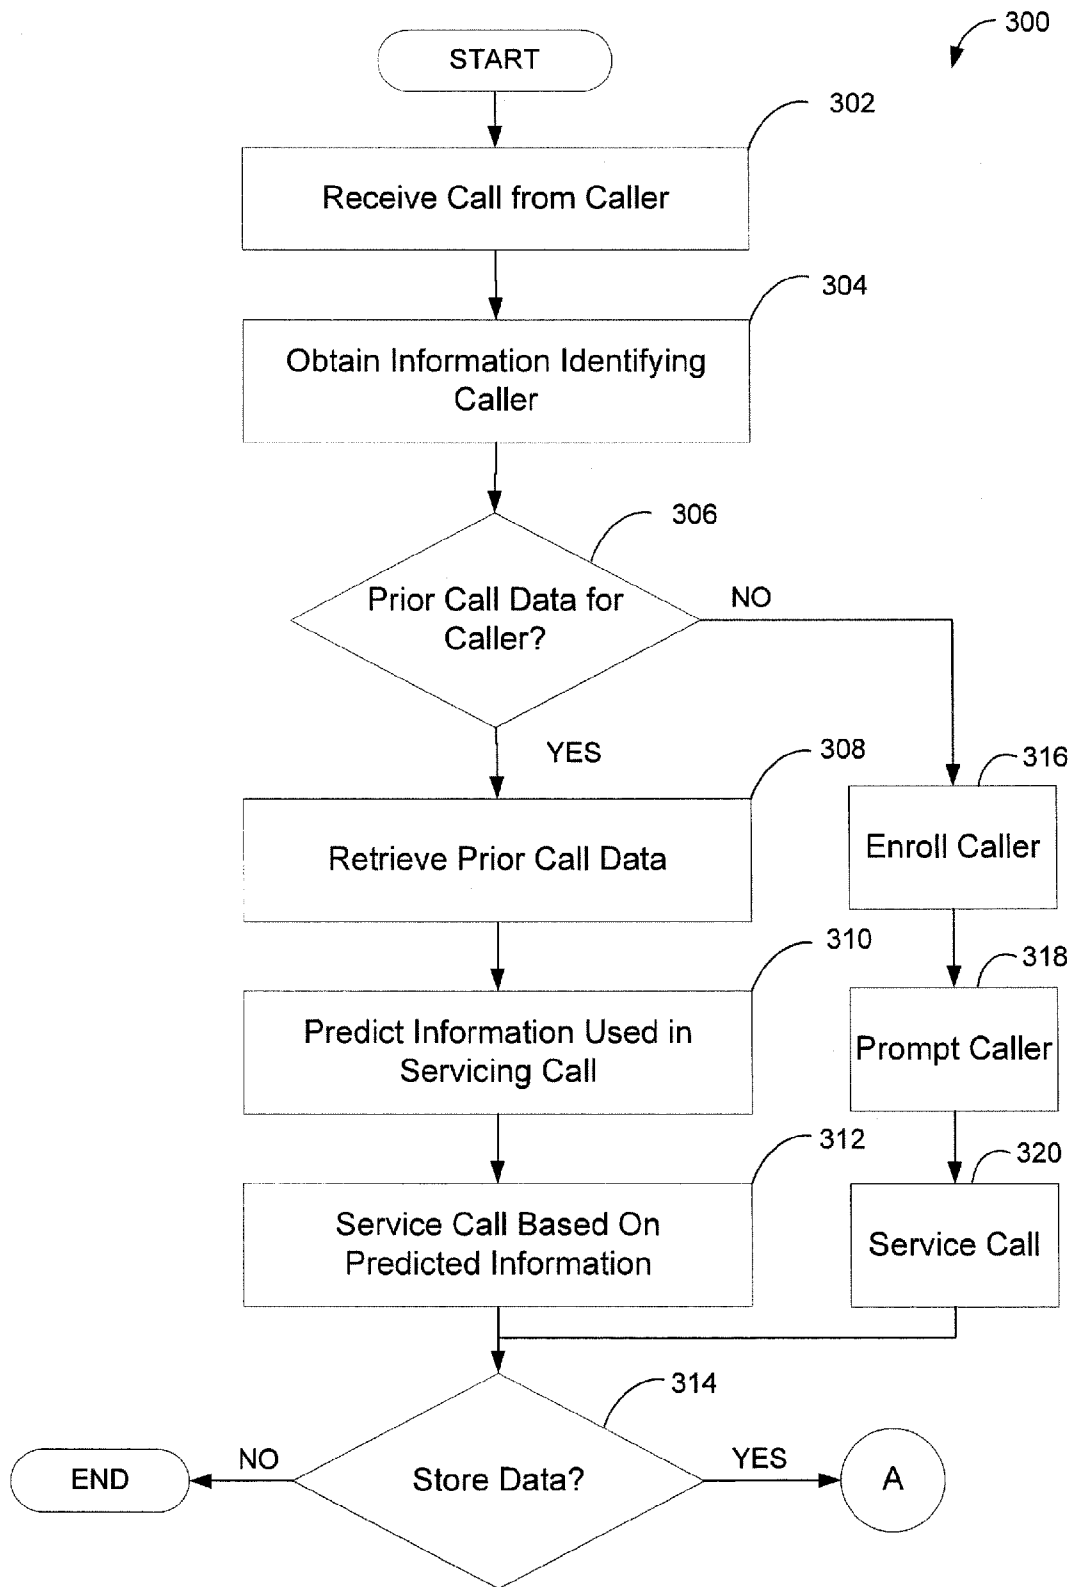 300
START
302
Receive Call from Caller
304
Obtain Information Identifying
Caller
306
Prior Call Data for
Caller?
NO
YES
308
Retrieve Prior Call Data
316
Enroll Caller
310
Predict Information Used in
Servicing Call
318
Prompt Caller
312
Service Call Based On
Predicted Information
320
Service Call
314
Store Data?
NO
END
YES
A